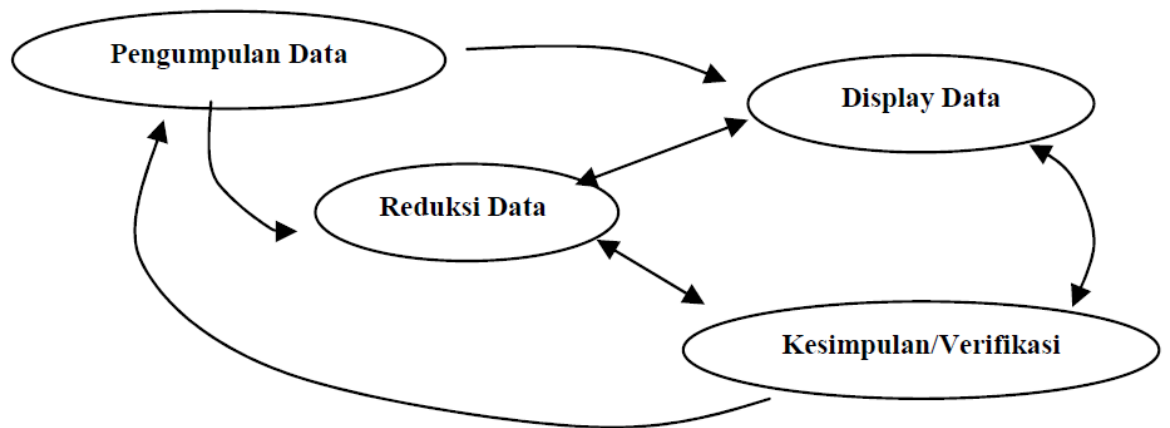 Pengumpulan Data
Display Data
Reduksi Data
Kesimpulan/Verifikasi